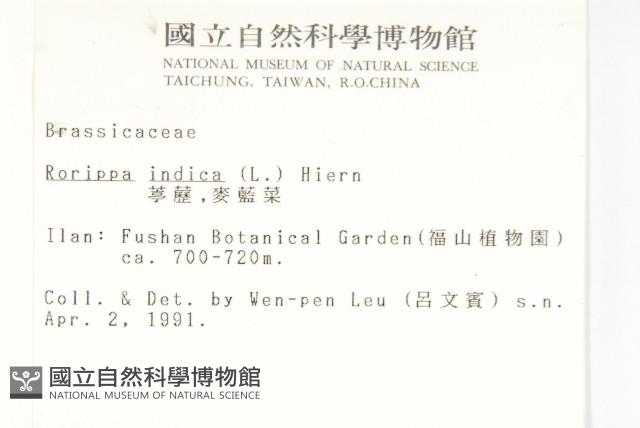 國立自然科學博物館
NATIONAL MUSEUM OF NATURAL SCIENCE
TAICHUNG, TAIWAN, R.O.CHINA
Brassicaceae
Rorippa indica (L.) Hiern
葶藶,麥藍菜
Ilan: Fushan Botanical Garden(福山植物園)
ca. 700-720m.
Coll. & Det. by Wen-pen Leu (呂文賓) s.n.
Apr. 2, 1991.
國立自然科學博物館
NATIONAL MUSEUM OF NATURAL SCIENCE